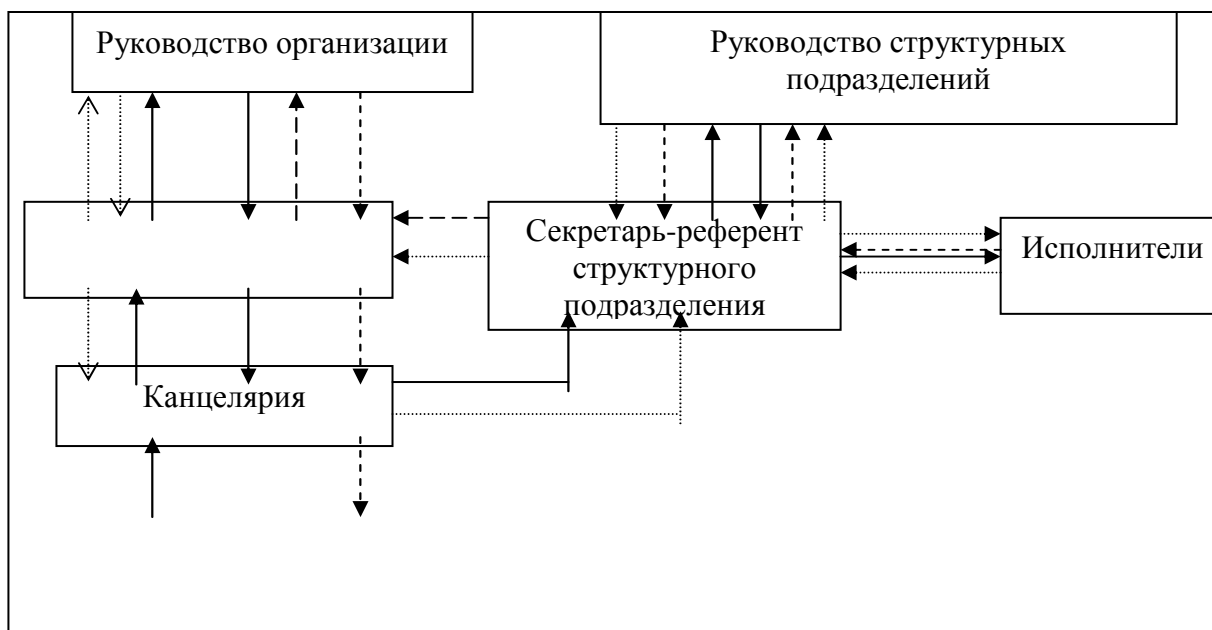 Руководство организации
Руководство структурных
подразделений
Секретарь-референт
структурного
подразделения
Исполнители
Канцелярия